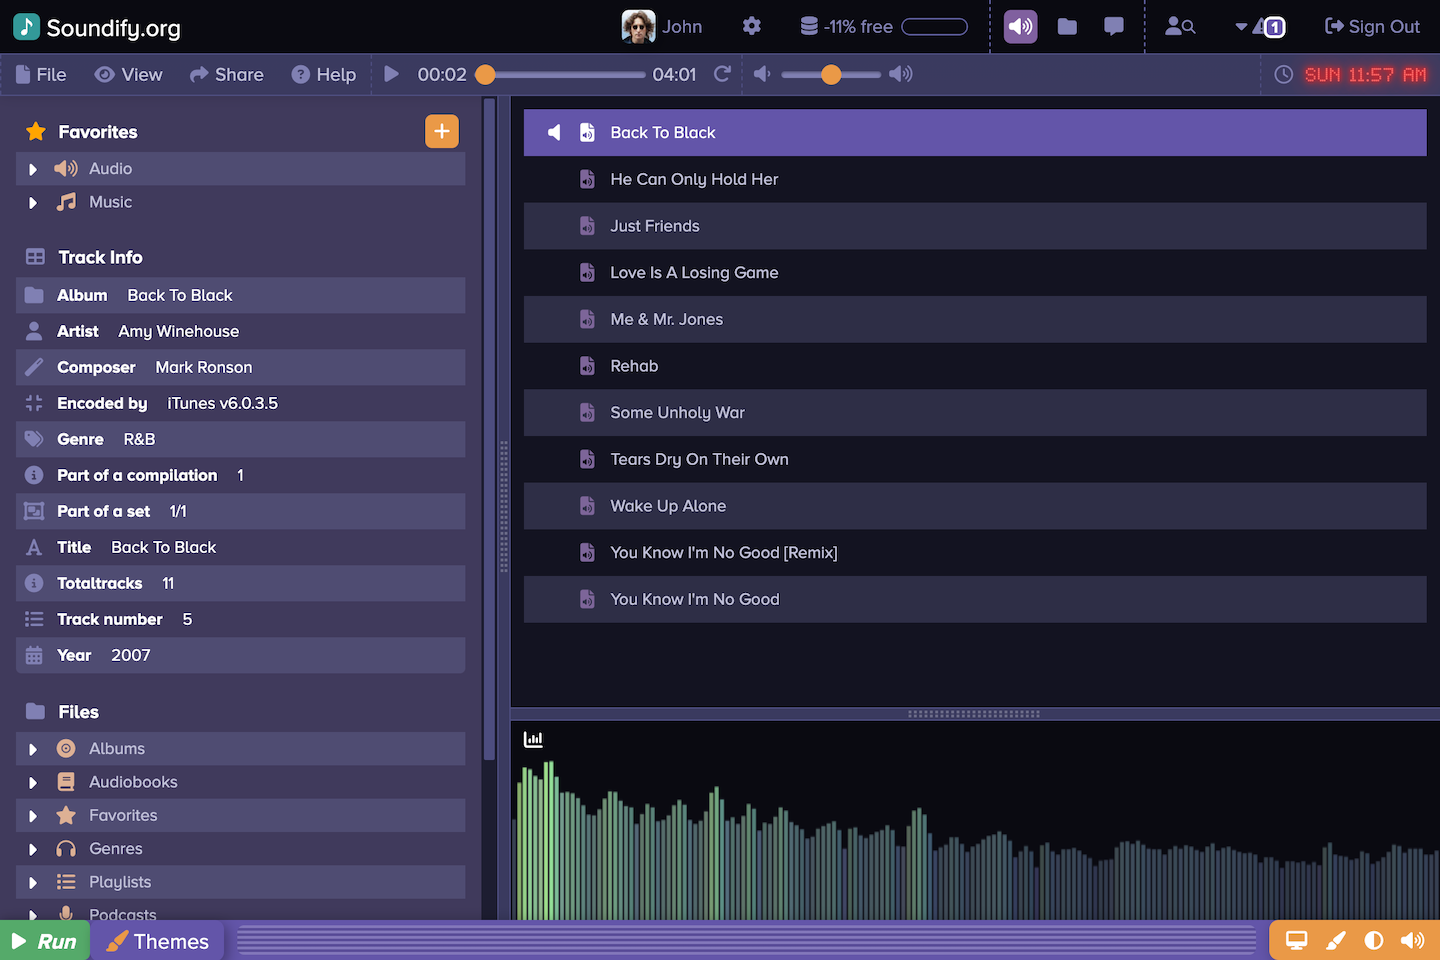 Soundify.org
John
-11% free
1
Sign Out
File
View
Share
Help
00:02
04:01
SUN 11:57 AM
Favorites
Audio
Music
Track Info
Album Back To Black
Artist Amy Winehouse
Composer Mark Ronson
Encoded by iTunes v6.0.3.5
Genre R&B
Part of a compilation 1
Part of a set 1/1
Title Back To Black
Totaltracks 11
Track number 5
Year 2007
Files
Albums
Audiobooks
Favorites
Genres
Playlists
Podcasts
Back To Black
He Can Only Hold Her
Just Friends
Love Is A Losing Game
Me & Mr. Jones
Rehab
Some Unholy War
Tears Dry On Their Own
Wake Up Alone
You Know I'm No Good [Remix]
You Know I'm No Good
Run
Themes